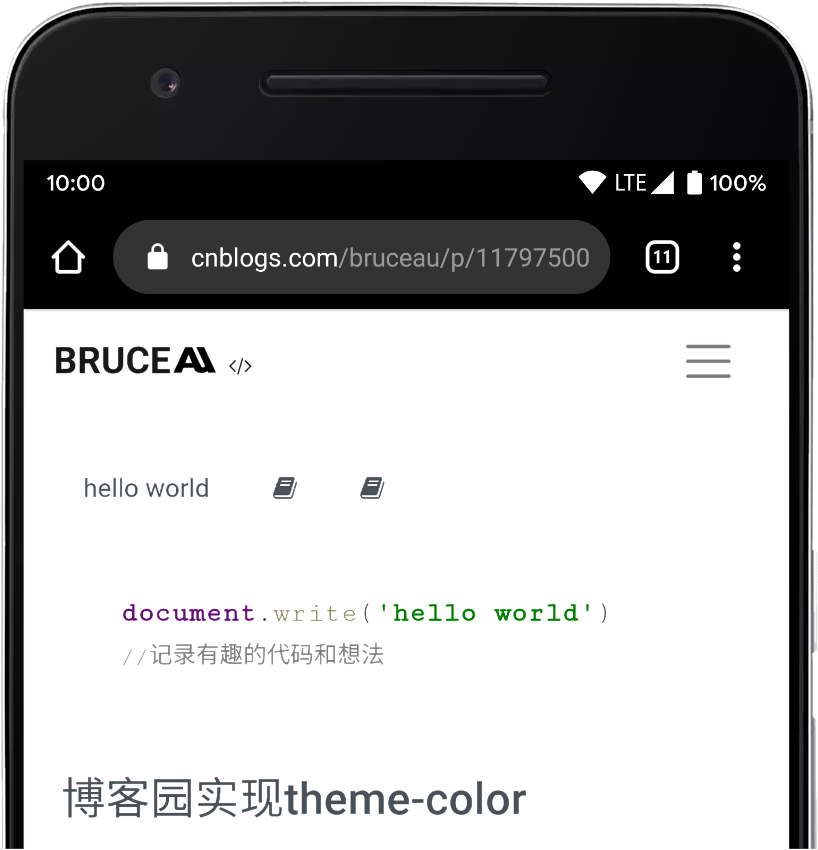 10:00 LTE 100%
cnblogs.com/bruceau/p/11797500 11
BRUCEAU </>
hello world
document.write('hello world')
//记录有趣的代码和想法
博客园实现theme-color